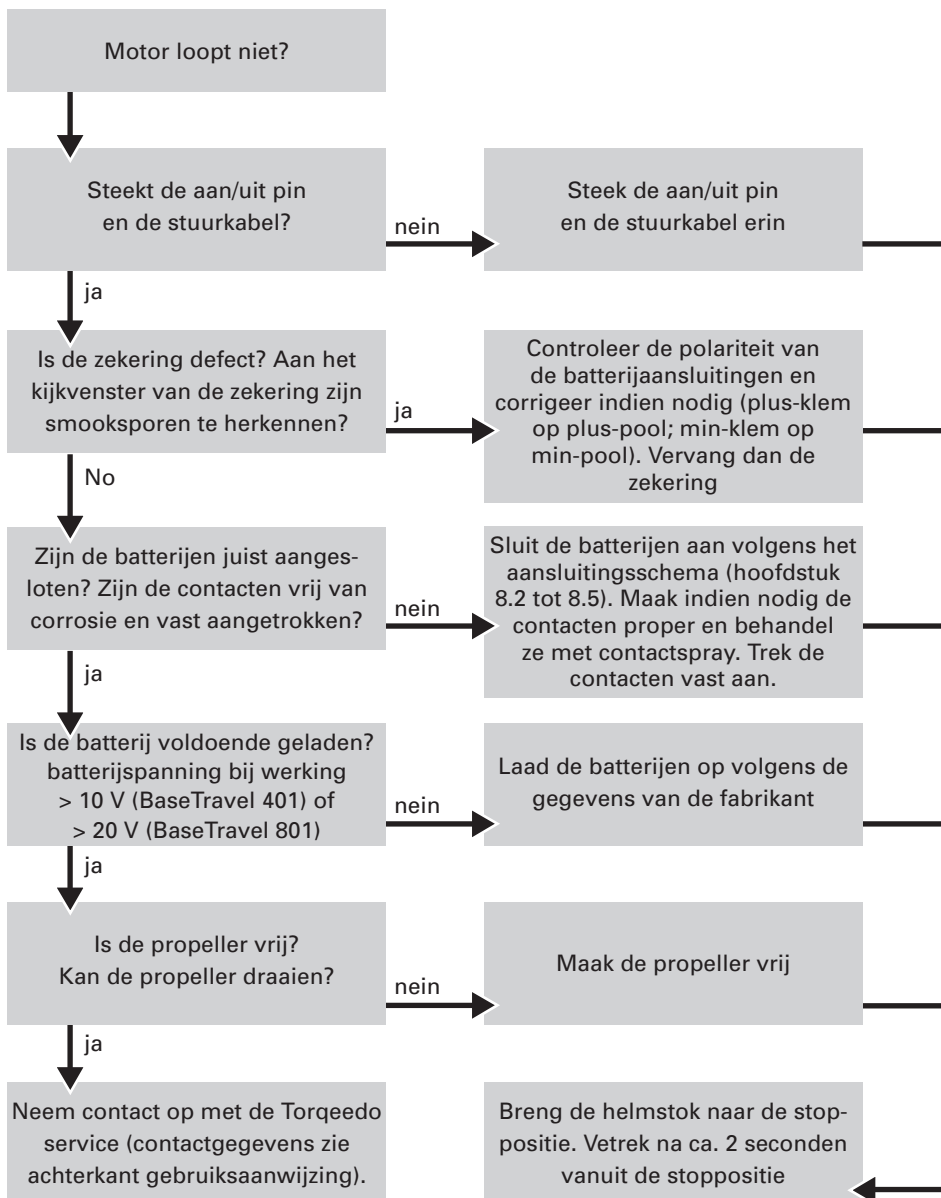 Motor loopt niet?
Steekt de aan/uit pin
en de stuurkabel?
nein
Steek de aan/uit pin
en de stuurkabel erin
ja
Is de zekering defect? Aan het
kijkvenster van de zekering zijn
smooksporen te herkennen?
ja
Controleer de polariteit van
de batterijaansluitingen en
corrigeer indien nodig (plus-klem
op plus-pool; min-klem op
min-pool). Vervang dan de
zekering
No
Zijn de batterijen juist aanges-
loten? Zijn de contacten vrij van
corrosie en vast aangetrokken?
nein
Sluit de batterijen aan volgens het
aansluitingsschema (hoofdstuk
8.2 tot 8.5). Maak indien nodig de
contacten proper en behandel
ze met contactspray. Trek de
contacten vast aan.
ja
Is de batterij voldoende geladen?
batterijspanning bij werking
> 10 V (BaseTravel 401) of
> 20 V (BaseTravel 801)
nein
Laad de batterijen op volgens de
gegevens van de fabrikant
ja
Is de propeller vrij?
Kan de propeller draaien?
nein
Maak de propeller vrij
ja
Neem contact op met de Torqeedo
service (contactgegevens zie
achterkant gebruiksaanwijzing).
Breng de helmstok naar de stop-
positie. Vetrek na ca. 2 seconden
vanuit de stoppositie